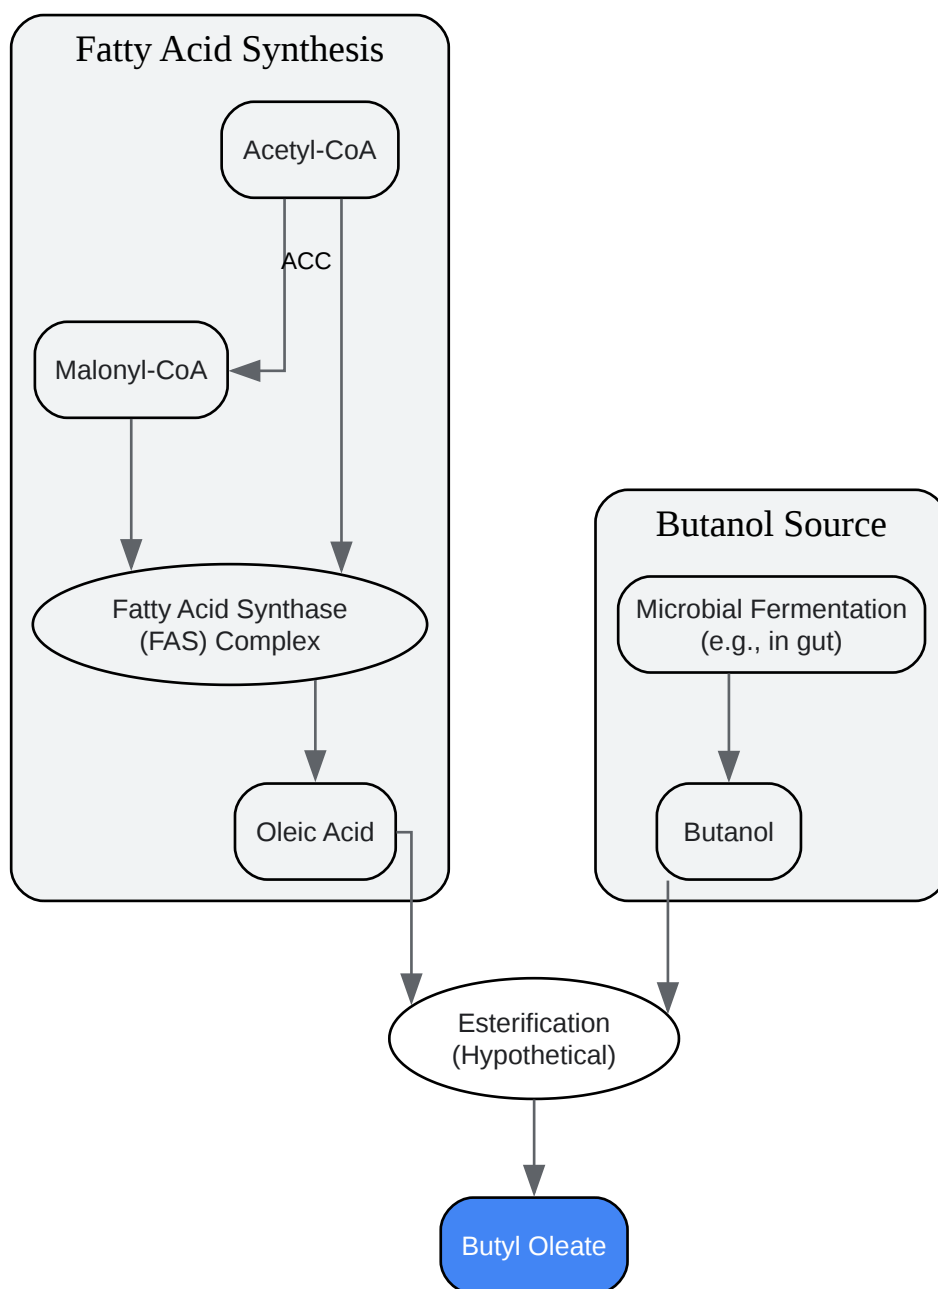 Fatty Acid Synthesis
Acetyl-CoA
ACC
Malonyl-CoA
Fatty Acid Synthase
(FAS) Complex
Oleic Acid
Butanol Source
Microbial Fermentation
(e.g., in gut)
Butanol
Esterification
(Hypothetical)
Butyl Oleate